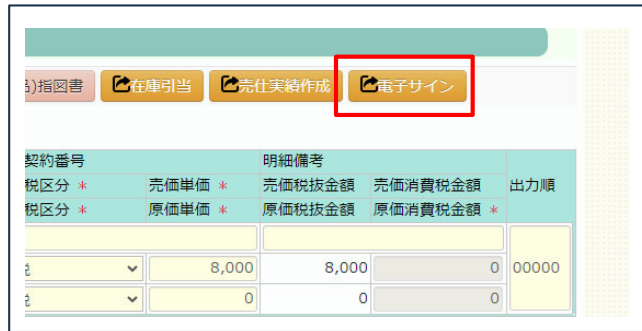 )指図書 在庫引当 売仕実績作成 電子サイン
契約番号 明細備考
税区分 * 売価単価 * 売価税抜金額 売価消費税金額 出力順
税区分 * 原価単価 * 原価税抜金額 原価消費税金額 *
8,000 8,000 0 00000
0 0 0